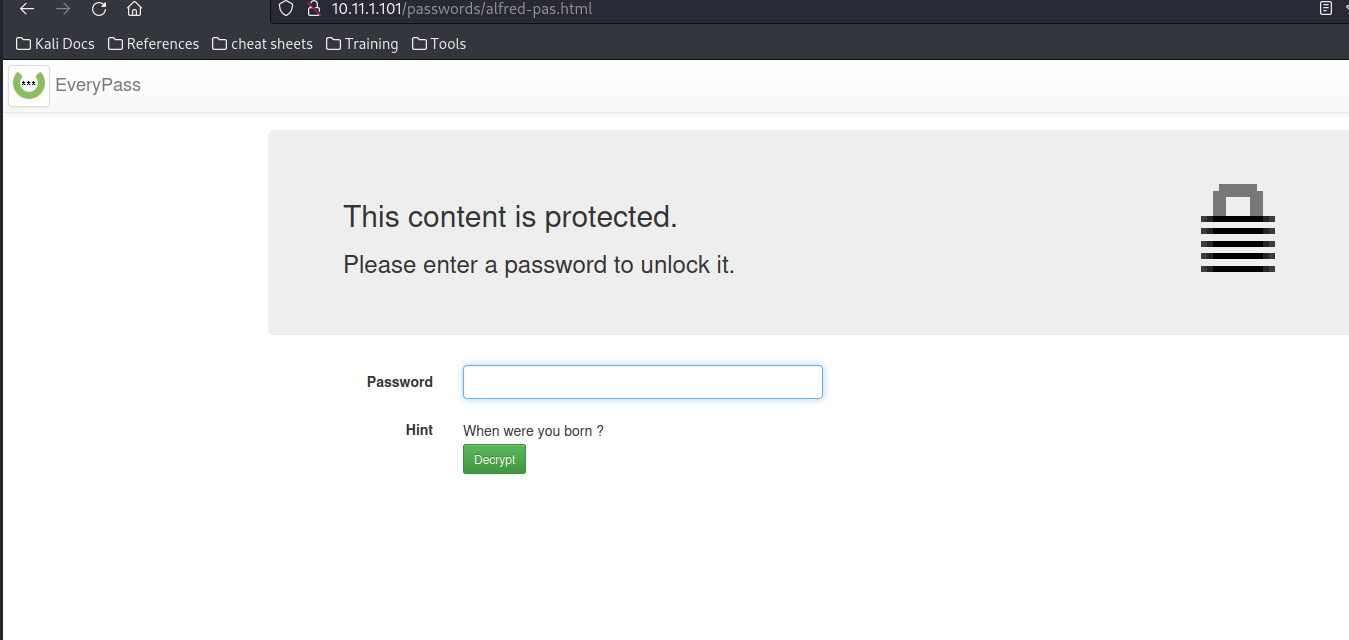 10.11.1.101/passwords/alfred-pas.html
Kali Docs References cheat sheets Training Tools
*** EveryPass
This content is protected.
Please enter a password to unlock it.
Password
Hint When were you born ?
Decrypt